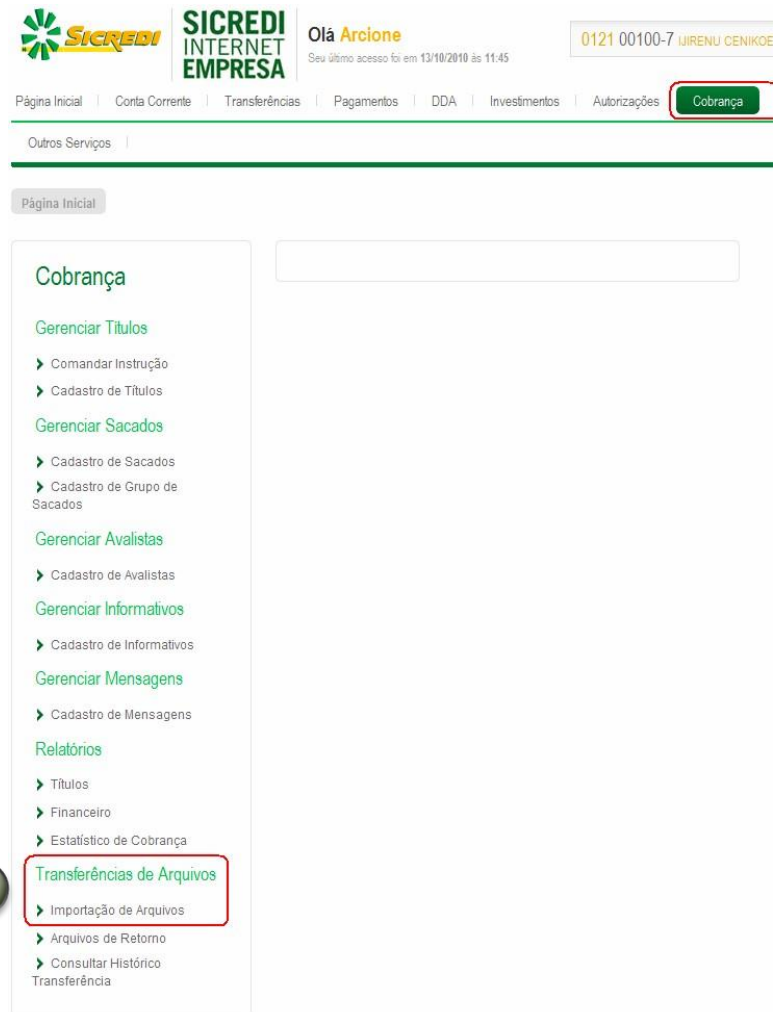 SICREDI
SICREDI
INTERNET
EMPRESA
Olá Arcione
Seu último acesso foi em 13/10/2010 às 11:45
0121 00100-7 IJIRENU CENIKOE
Página Inicial
Conta Corrente
Transferências
Pagamentos
DDA
Investimentos
Autorizações
Cobrança
Outros Serviços
Página Inicial
Cobrança
Gerenciar Títulos
Comandar Instrução
Cadastro de Títulos
Gerenciar Sacados
Cadastro de Sacados
Cadastro de Grupo de
Sacados
Gerenciar Avalistas
Cadastro de Avalistas
Gerenciar Informativos
Cadastro de Informativos
Gerenciar Mensagens
Cadastro de Mensagens
Relatórios
Títulos
Financeiro
Estatístico de Cobrança
Transferências de Arquivos
Importação de Arquivos
Arquivos de Retorno
Consultar Histórico
Transferência